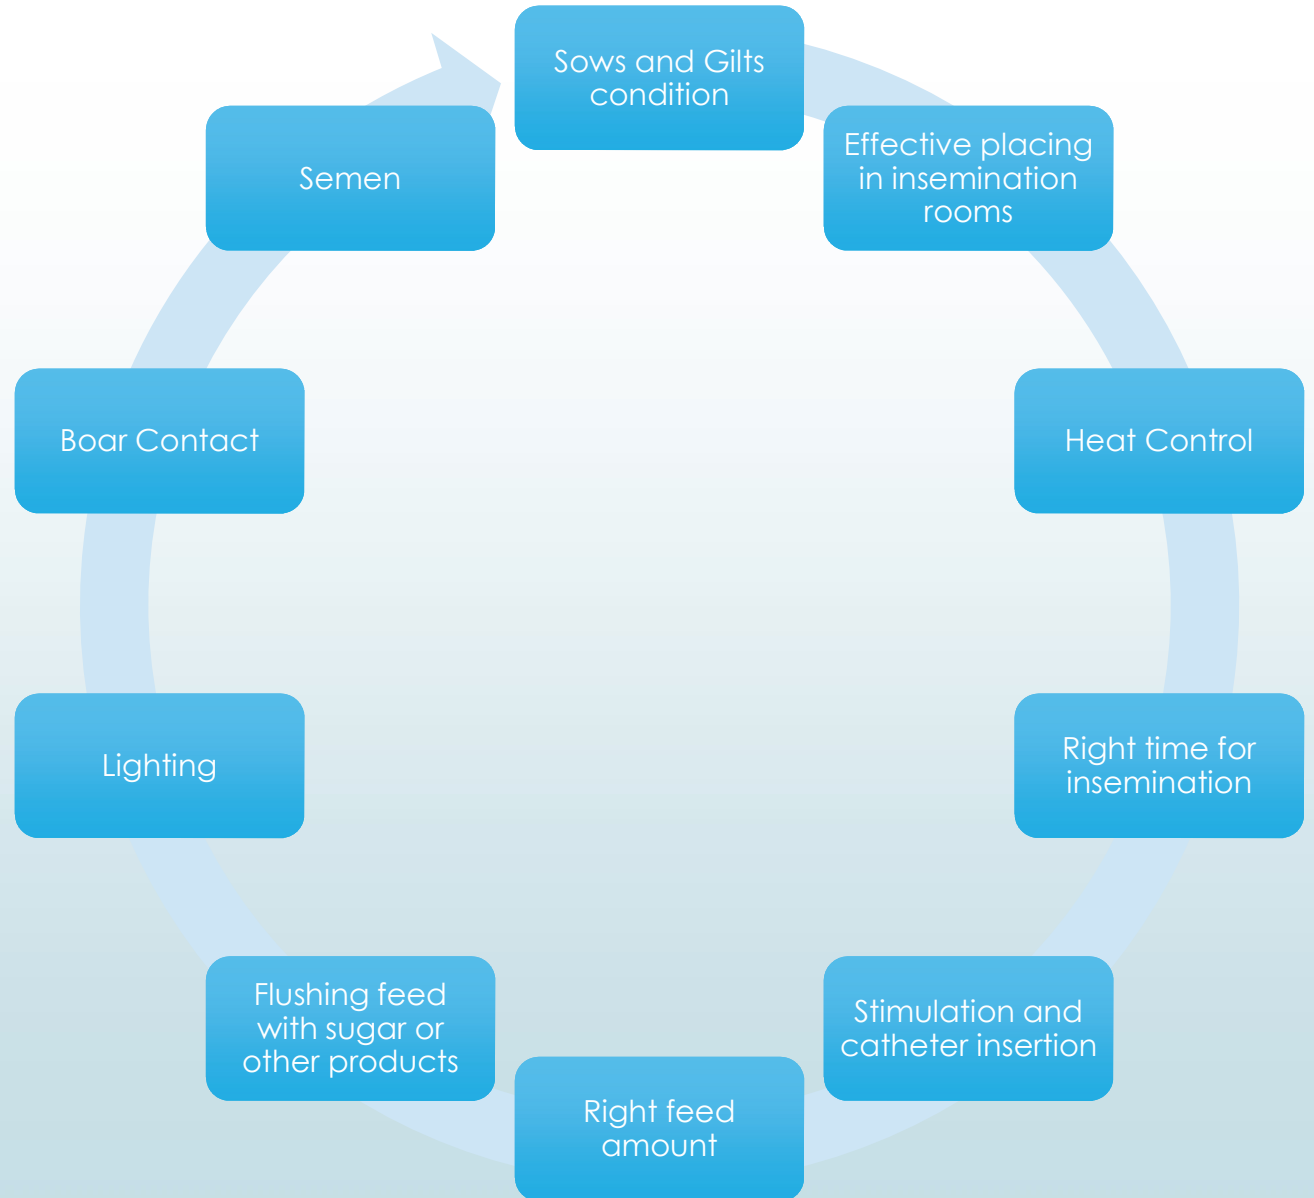 Sows and Gilts
condition
Effective placing
in insemination
rooms
Heat Control
Right time for
insemination
Stimulation and
catheter insertion
Right feed
amount
Flushing feed
with sugar or
other products
Lighting
Boar Contact
Semen